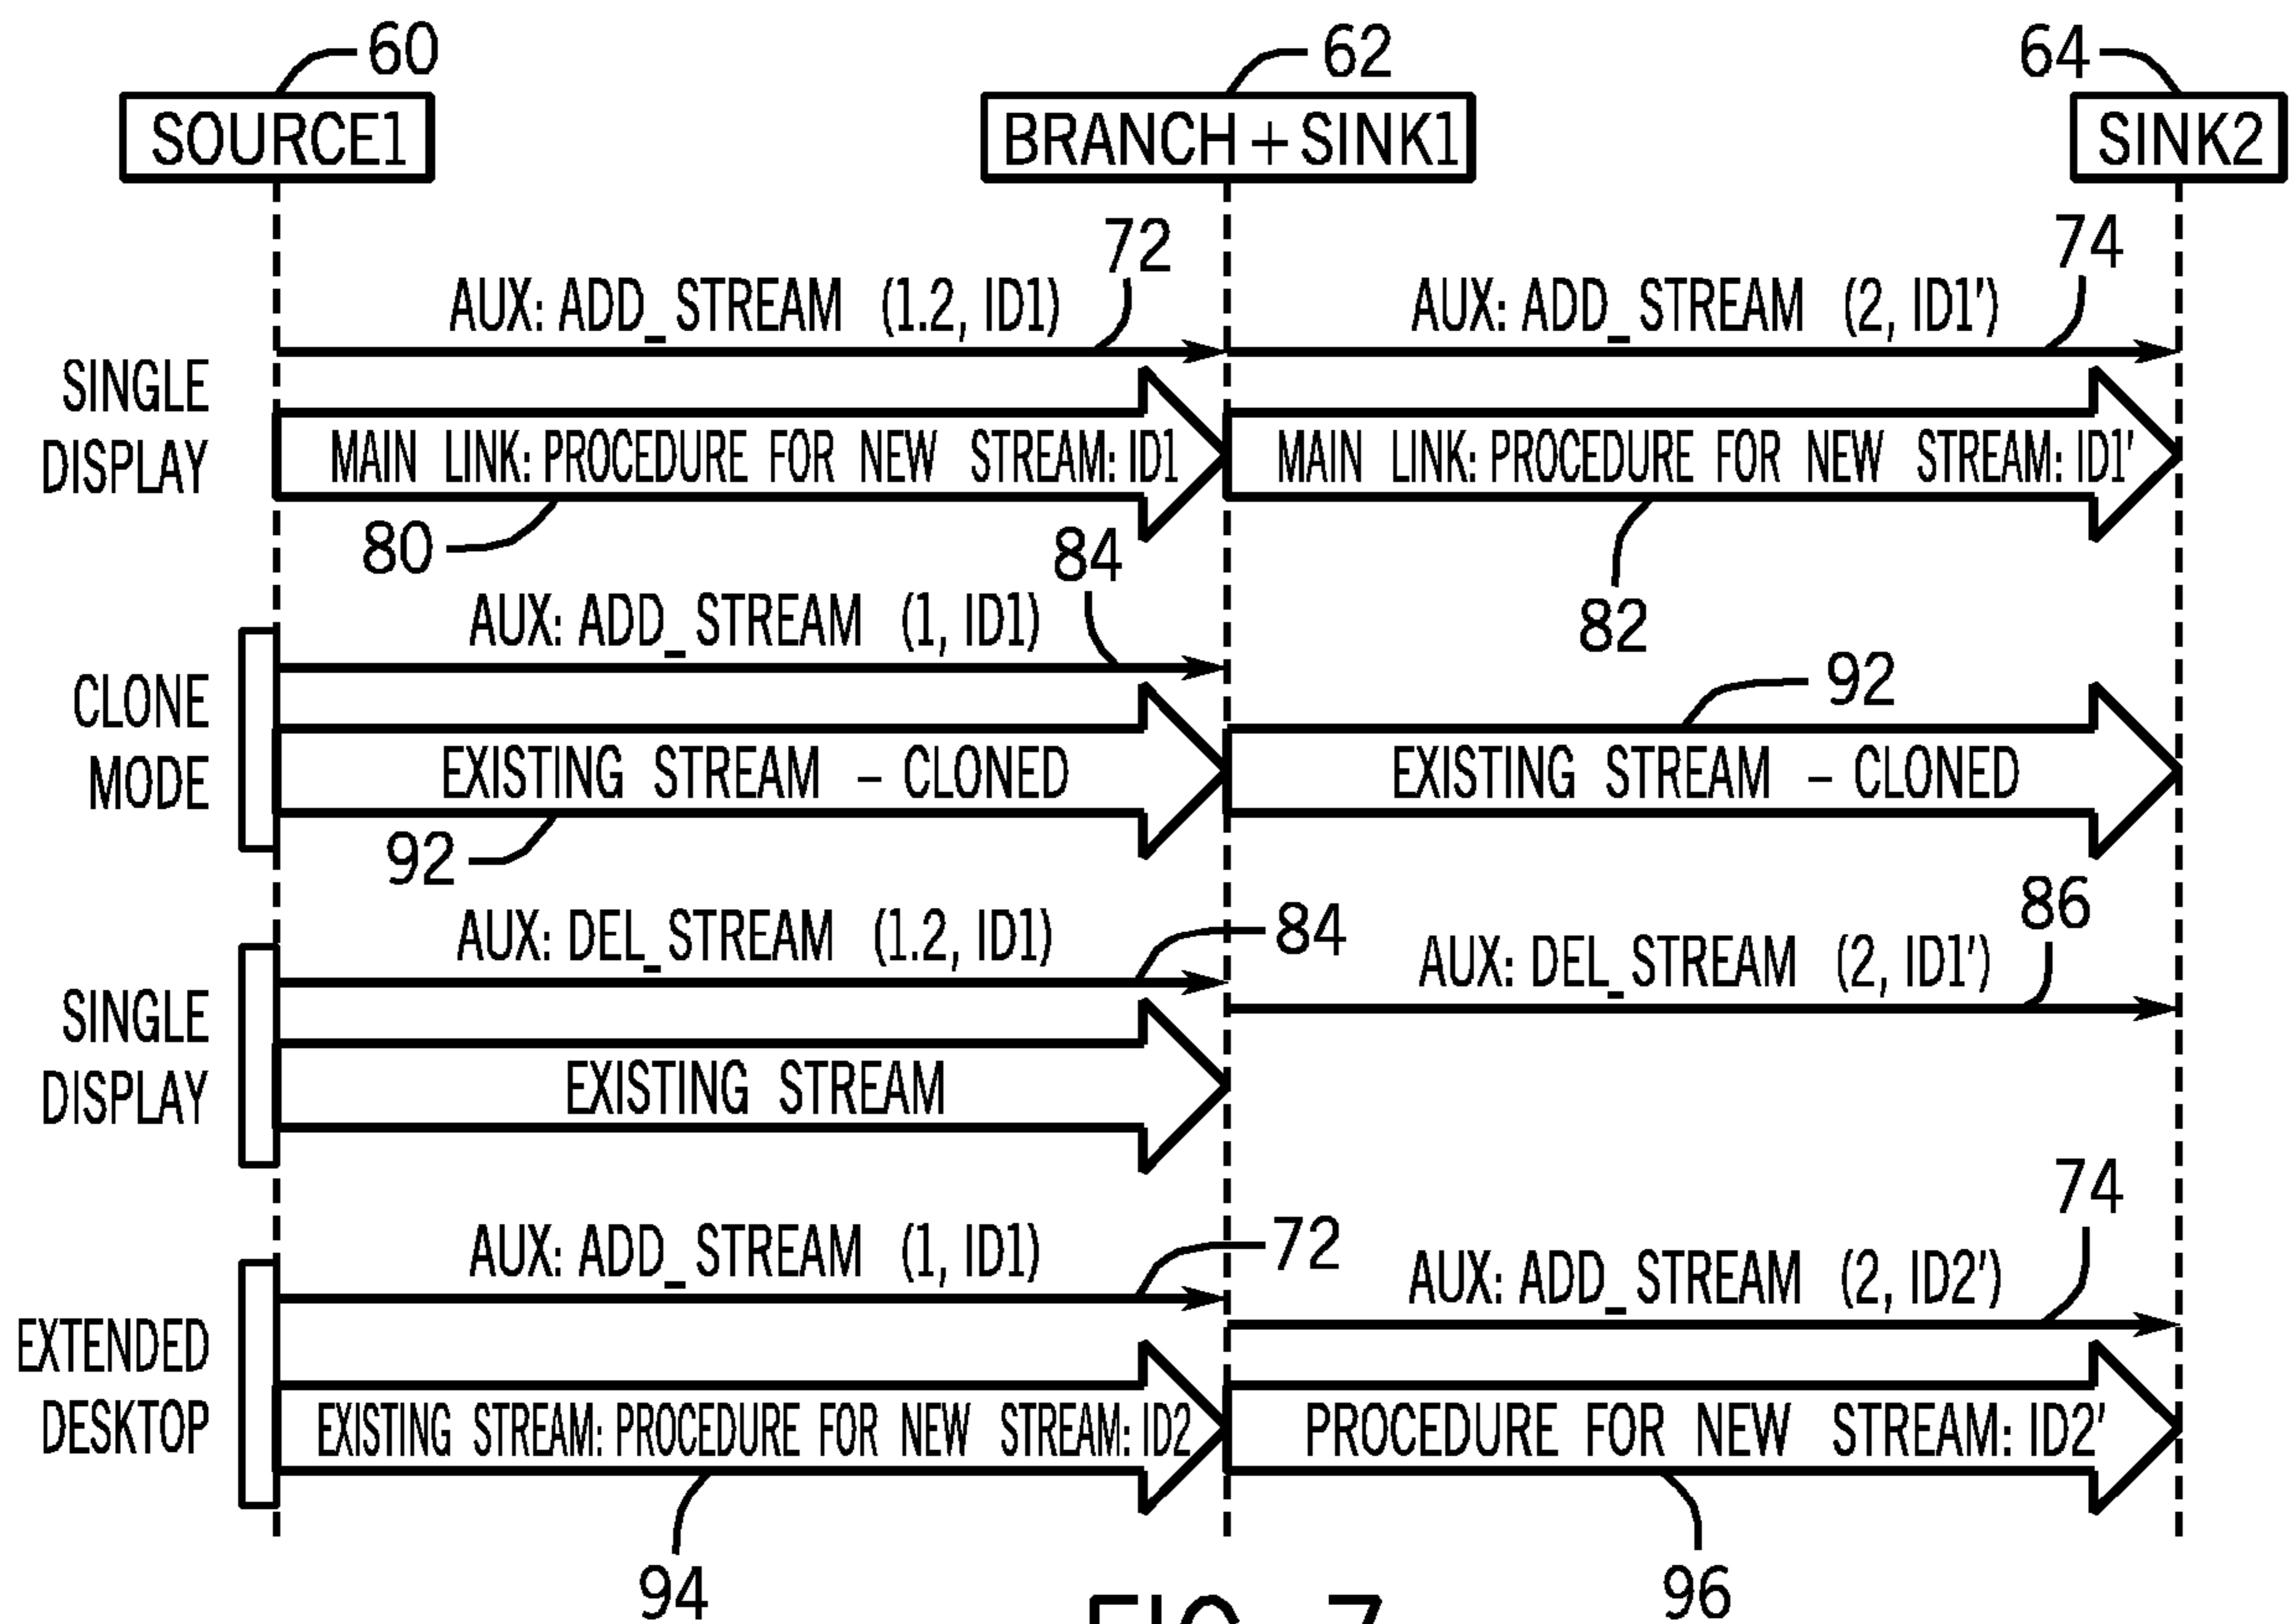 60
62
64
SOURCE1
BRANCH + SINK1
SINK2
72
74
AUX: ADD_STREAM (1.2, ID1)
AUX: ADD_STREAM (2, ID1')
SINGLE
DISPLAY
MAIN LINK: PROCEDURE FOR NEW STREAM: ID1
MAIN LINK: PROCEDURE FOR NEW STREAM: ID1'
80
84
82
AUX: ADD_STREAM (1, ID1)
CLONE
MODE
92
EXISTING STREAM – CLONED
EXISTING STREAM – CLONED
92
86
AUX: DEL_STREAM (1.2, ID1)
84
AUX: DEL_STREAM (2, ID1')
SINGLE
DISPLAY
EXISTING STREAM
74
AUX: ADD_STREAM (1, ID1)
72
AUX: ADD_STREAM (2, ID2')
EXTENDED
DESKTOP
EXISTING STREAM: PROCEDURE FOR NEW STREAM: ID2
PROCEDURE FOR NEW STREAM: ID2'
94
96
FIG. 7